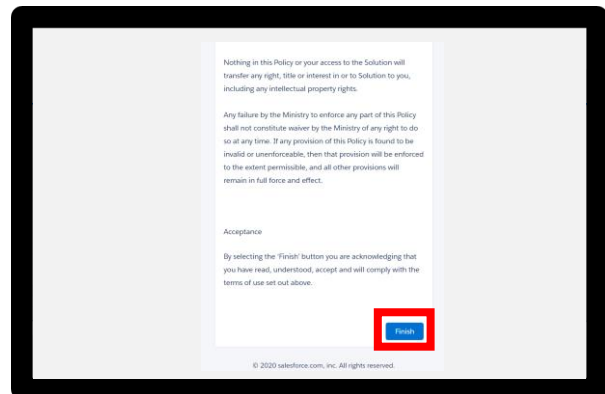 Nothing in this Policy or your access to the Solution will
transfer any right, title or interest in or to Solution to you,
including any intellectual property rights.
Any failure by the Ministry to enforce any part of this Policy
shall not constitute waiver by the Ministry of any right to do
so at any time. If any provision of this Policy is found to be
invalid or unenforceable, then that provision will be enforced
to the extent permissible, and all other provisions will
remain in full force and effect.
Acceptance
By selecting the 'Finish' button you are acknowledging that
you have read, understood, accept and will comply with the
terms of use set out above.
Finish
© 2020 salesforce.com, inc. All rights reserved.